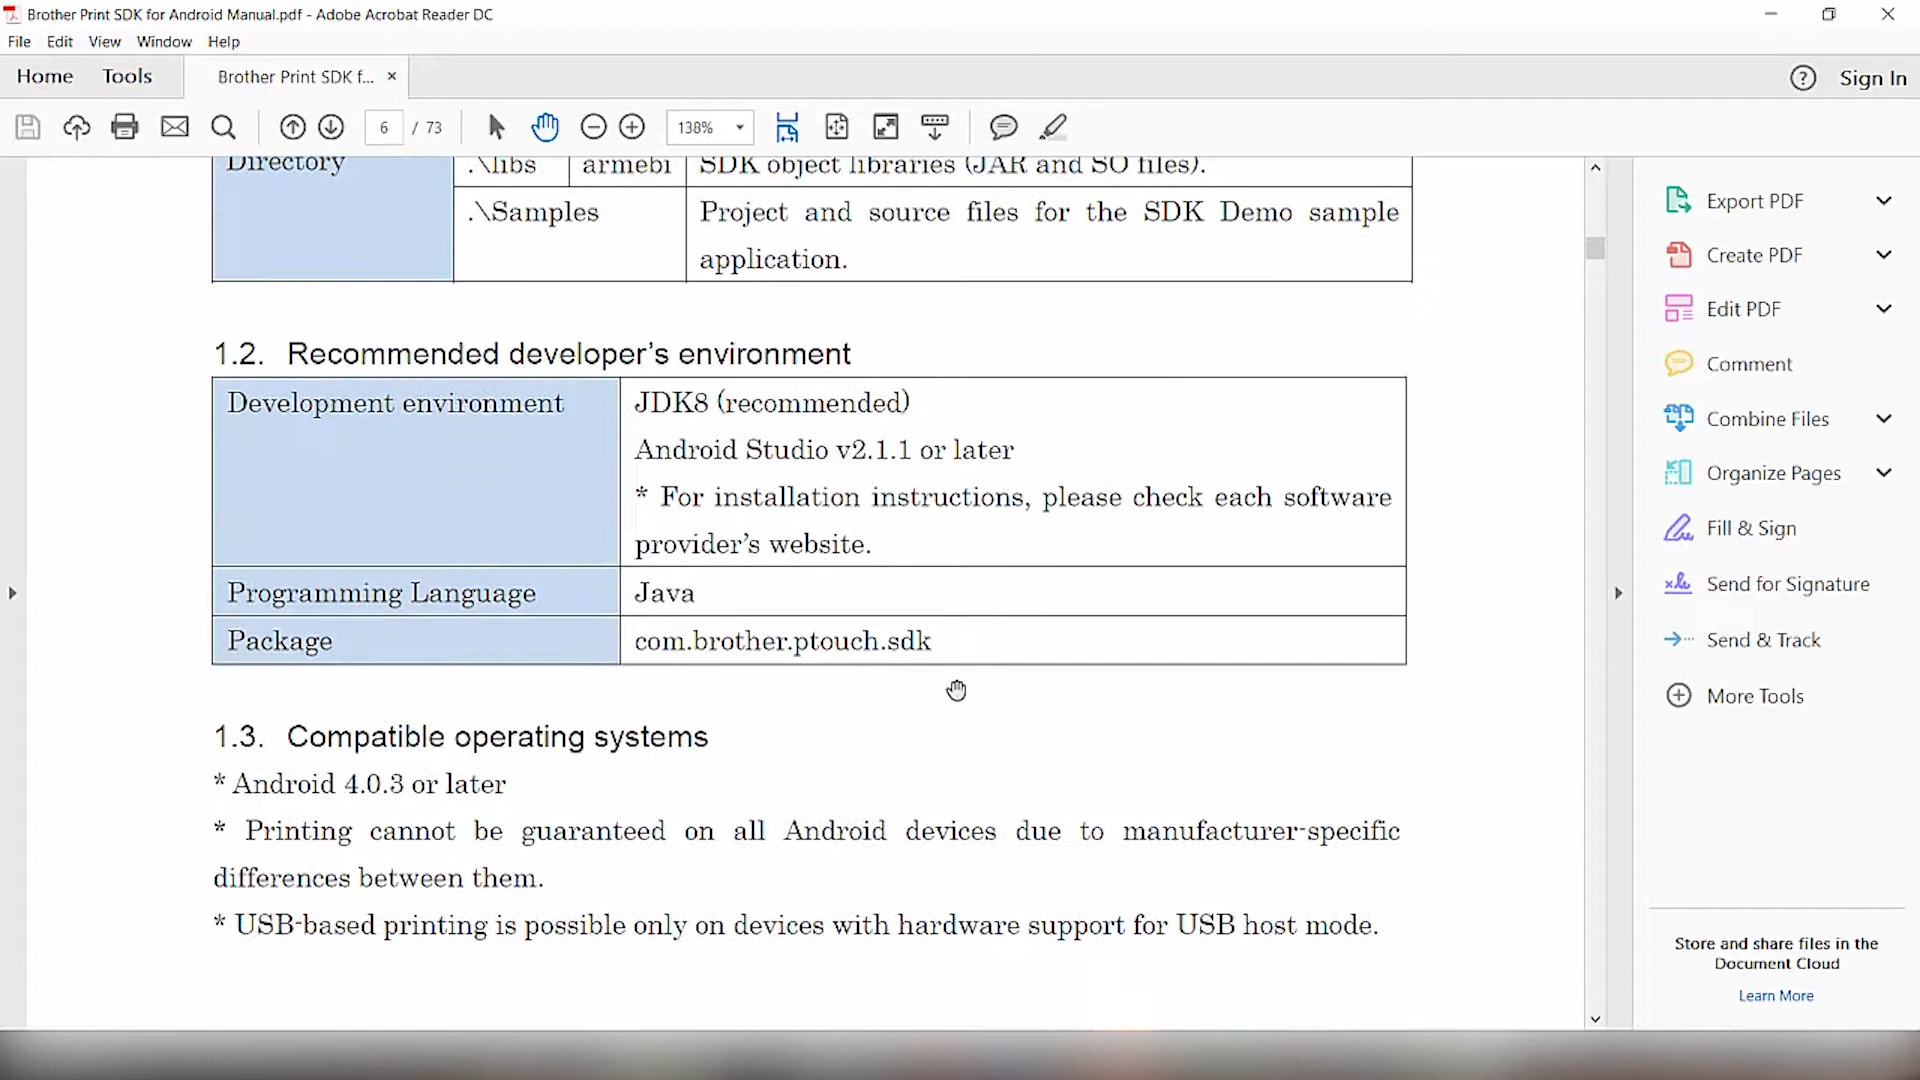 Brother Print SDK for Android Manual.pdf - Adobe Acrobat Reader DC
File Edit View Window Help
Home Tools Brother Print SDK f... × Sign In
6 / 73 138%
Directory .\libs armebi SDK object libraries (JAR and SO files).
.\Samples Project and source files for the SDK Demo sample
application.
1.2. Recommended developer's environment
Development environment JDK8 (recommended)
Android Studio v2.1.1 or later
* For installation instructions, please check each software
provider's website.
Programming Language Java
Package com.brother.ptouch.sdk
1.3. Compatible operating systems
* Android 4.0.3 or later
* Printing cannot be guaranteed on all Android devices due to manufacturer-specific
differences between them.
* USB-based printing is possible only on devices with hardware support for USB host mode.
Export PDF
Create PDF
Edit PDF
Comment
Combine Files
Organize Pages
Fill & Sign
Send for Signature
Send & Track
More Tools
Store and share files in the
Document Cloud
Learn More